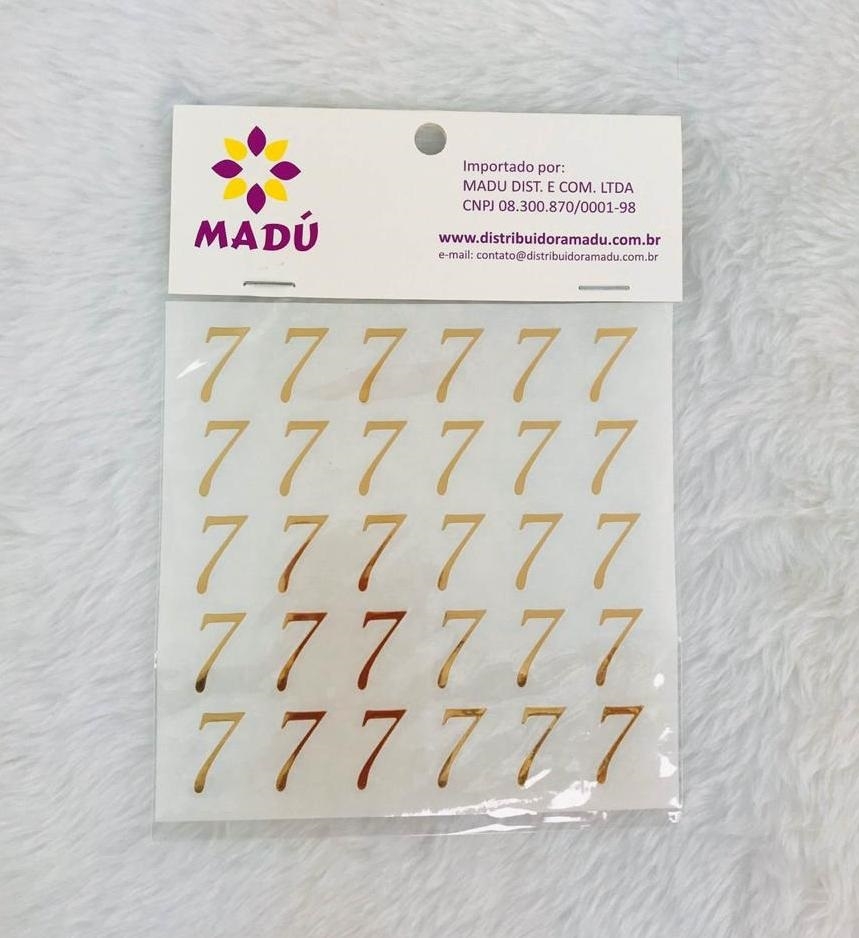 MADÚ
Importado por:
MADU DIST. E COM. LTDA
CNPJ 08.300.870/0001-98
www.distribuidoramadu.com.br
e-mail: contato@distribuidoramadu.com.br
7 7 7 7 7 7
7 7 7 7 7 7
7 7 7 7 7 7
7 7 7 7 7 7
7 7 7 7 7 7